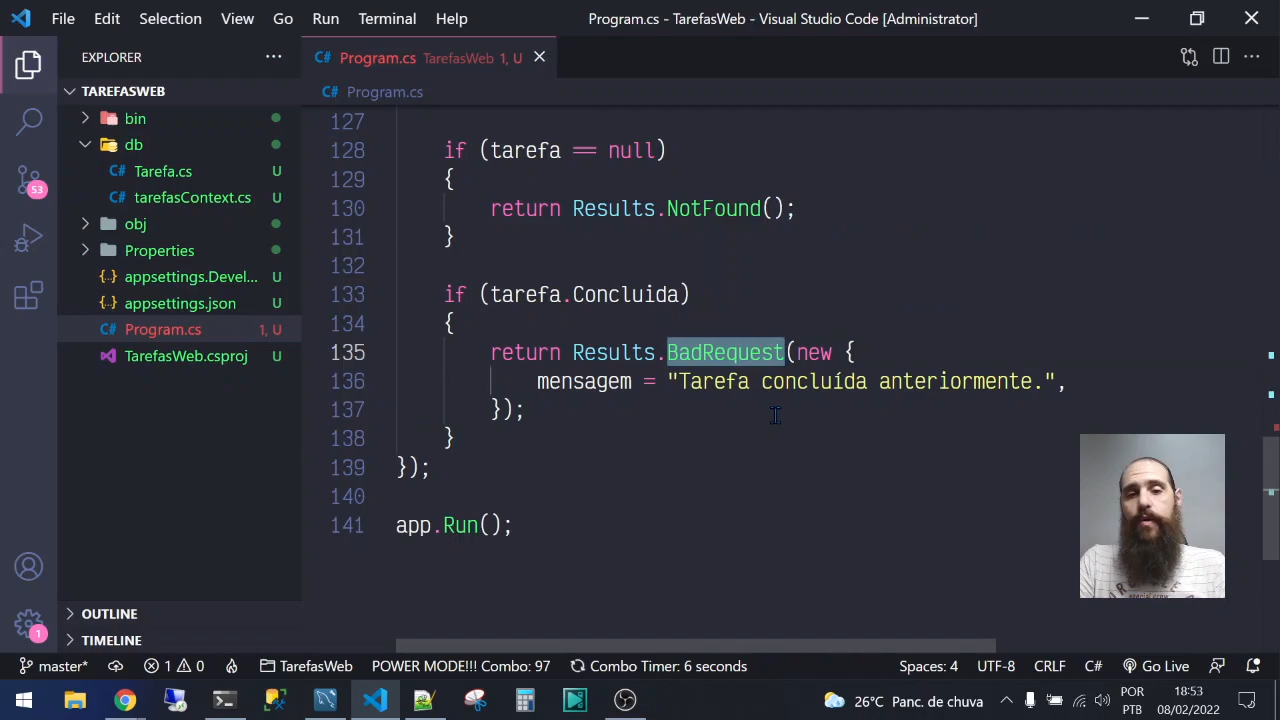 File Edit Selection View Go Run Terminal Help
Program.cs - TarefasWeb - Visual Studio Code [Administrator]
EXPLORER
C# Program.cs TarefasWeb 1, U
TAREFASWEB
C# Program.cs
bin
db
C# Tarefa.cs U
C# tarefasContext.cs U
obj
Properties
{..} appsettings.Devel... U
{..} appsettings.json U
C# Program.cs 1, U
TarefasWeb.csproj U
OUTLINE
TIMELINE
53
1
127
128 if (tarefa == null)
129 {
130 return Results.NotFound();
131 }
132
133 if (tarefa.Concluida)
134 {
135 return Results.BadRequest(new {
136 mensagem = "Tarefa concluída anteriormente.",
137 });
138 }
139 });
140
141 app.Run();
master* 1 0 TarefasWeb POWER MODE!!! Combo: 97 Combo Timer: 6 seconds Spaces: 4 UTF-8 CRLF C# Go Live
26°C Panc. de chuva
POR
PTB
18:53
08/02/2022